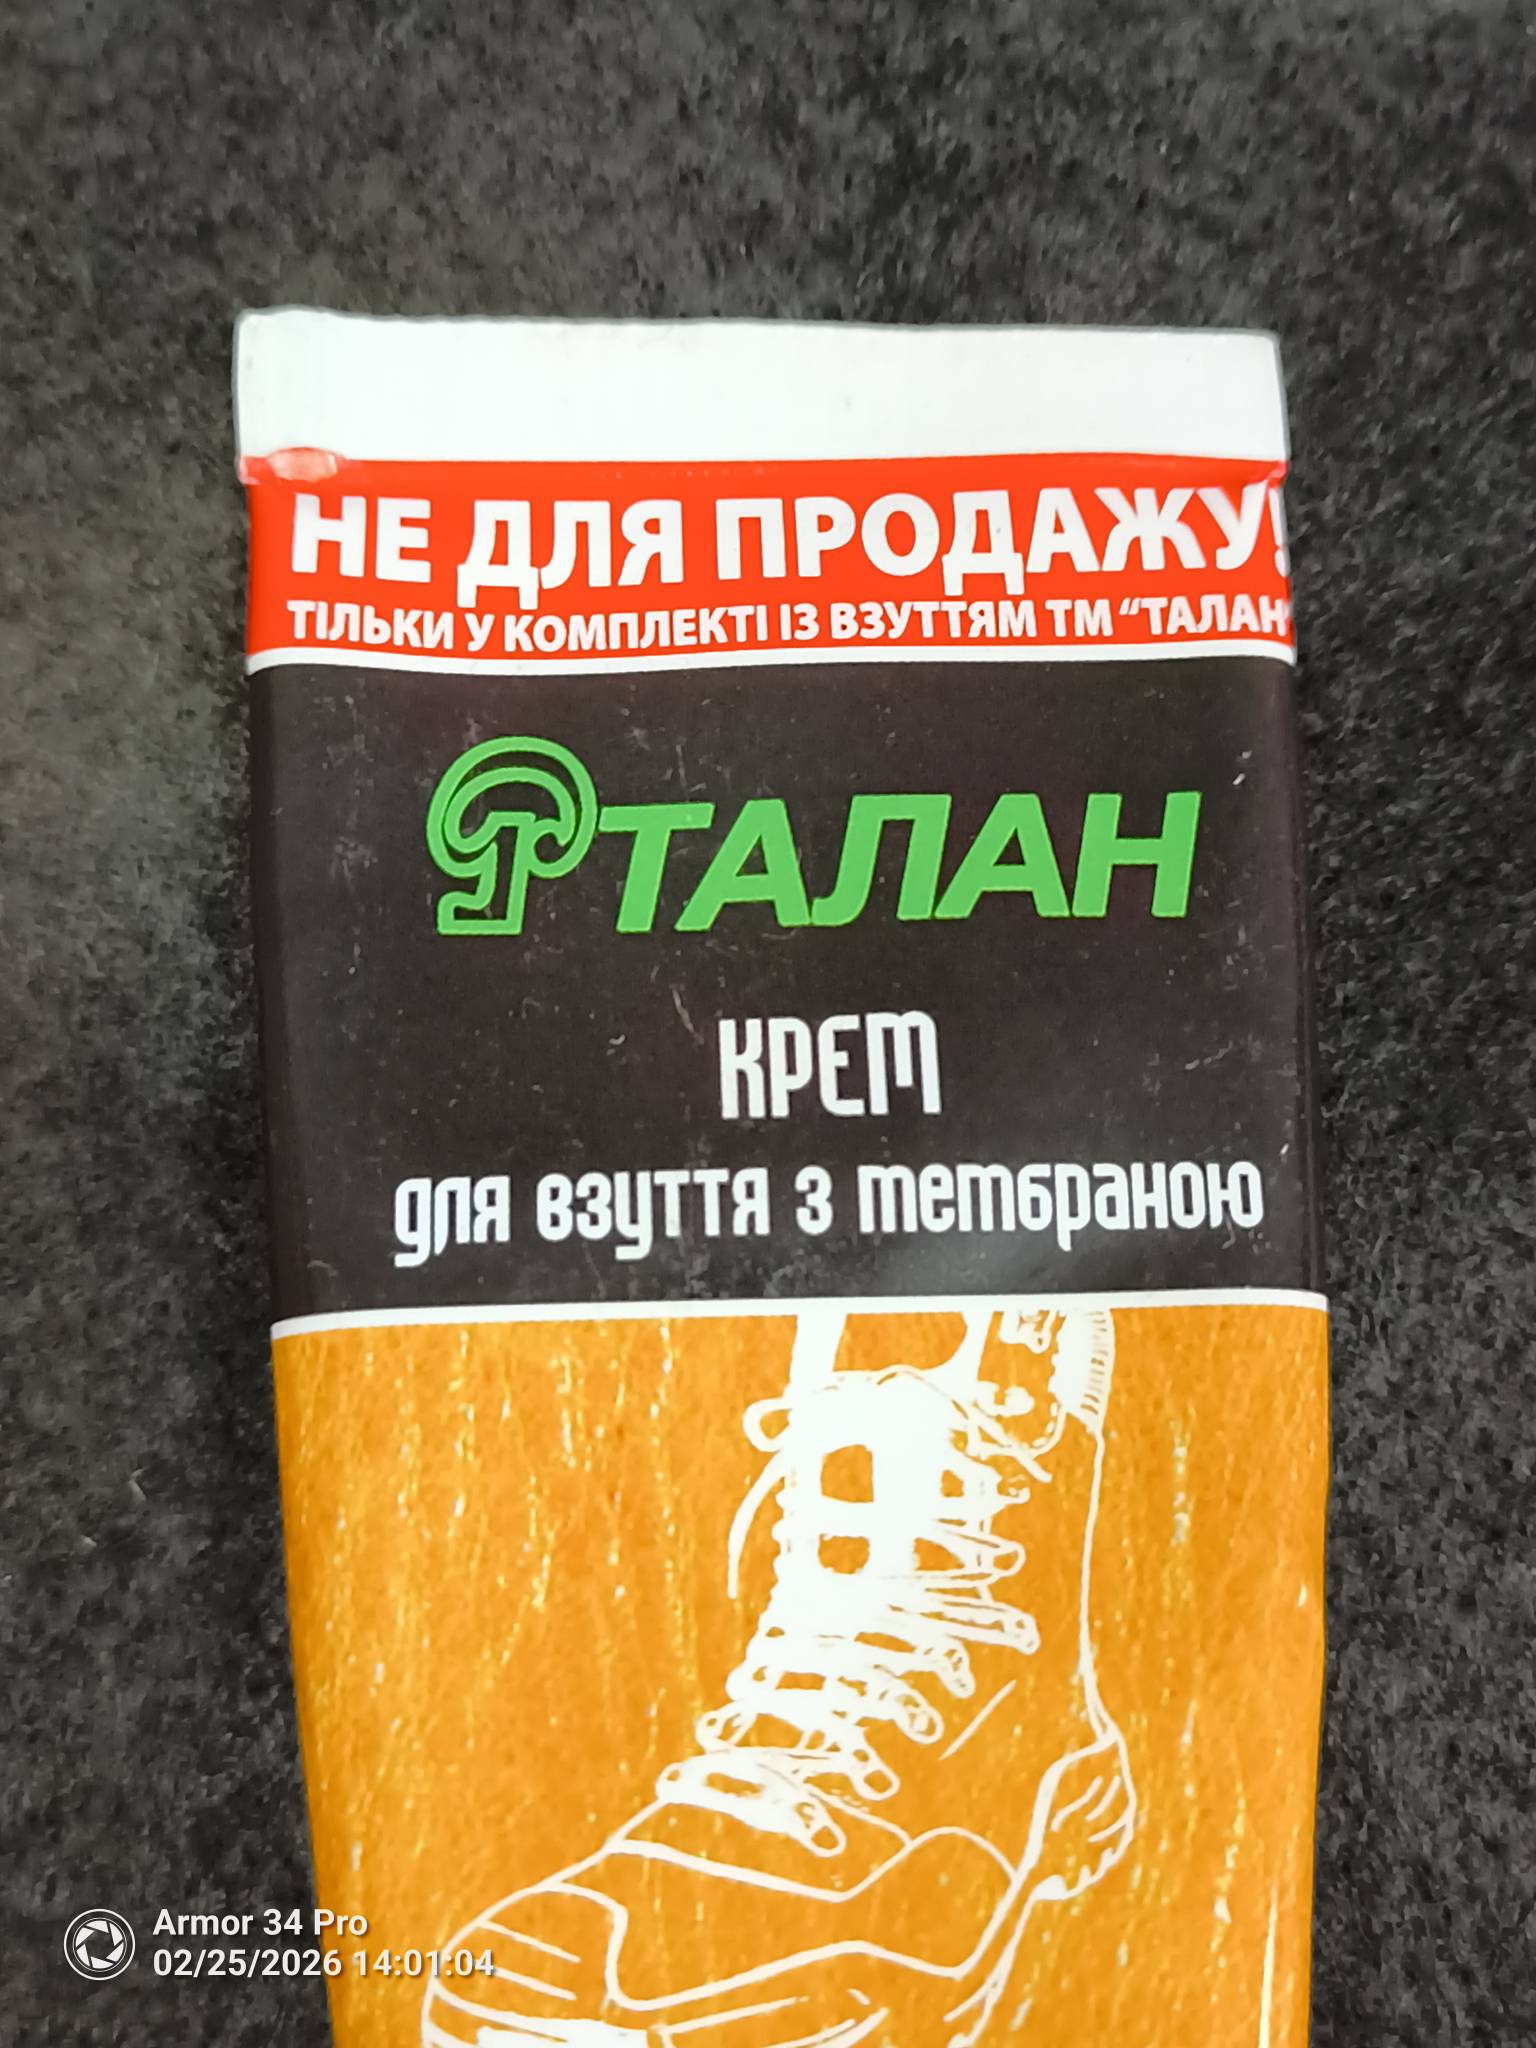 НЕ ДЛЯ ПРОДАЖУ!
ТІЛЬКИ У КОМПЛЕКТІ ІЗ ВЗУТТЯМ ТМ “ТАЛАН”
ТАЛАН
КРЕМ
для взуття з мембраною
Armor 34 Pro
02/25/2026 14:01:04